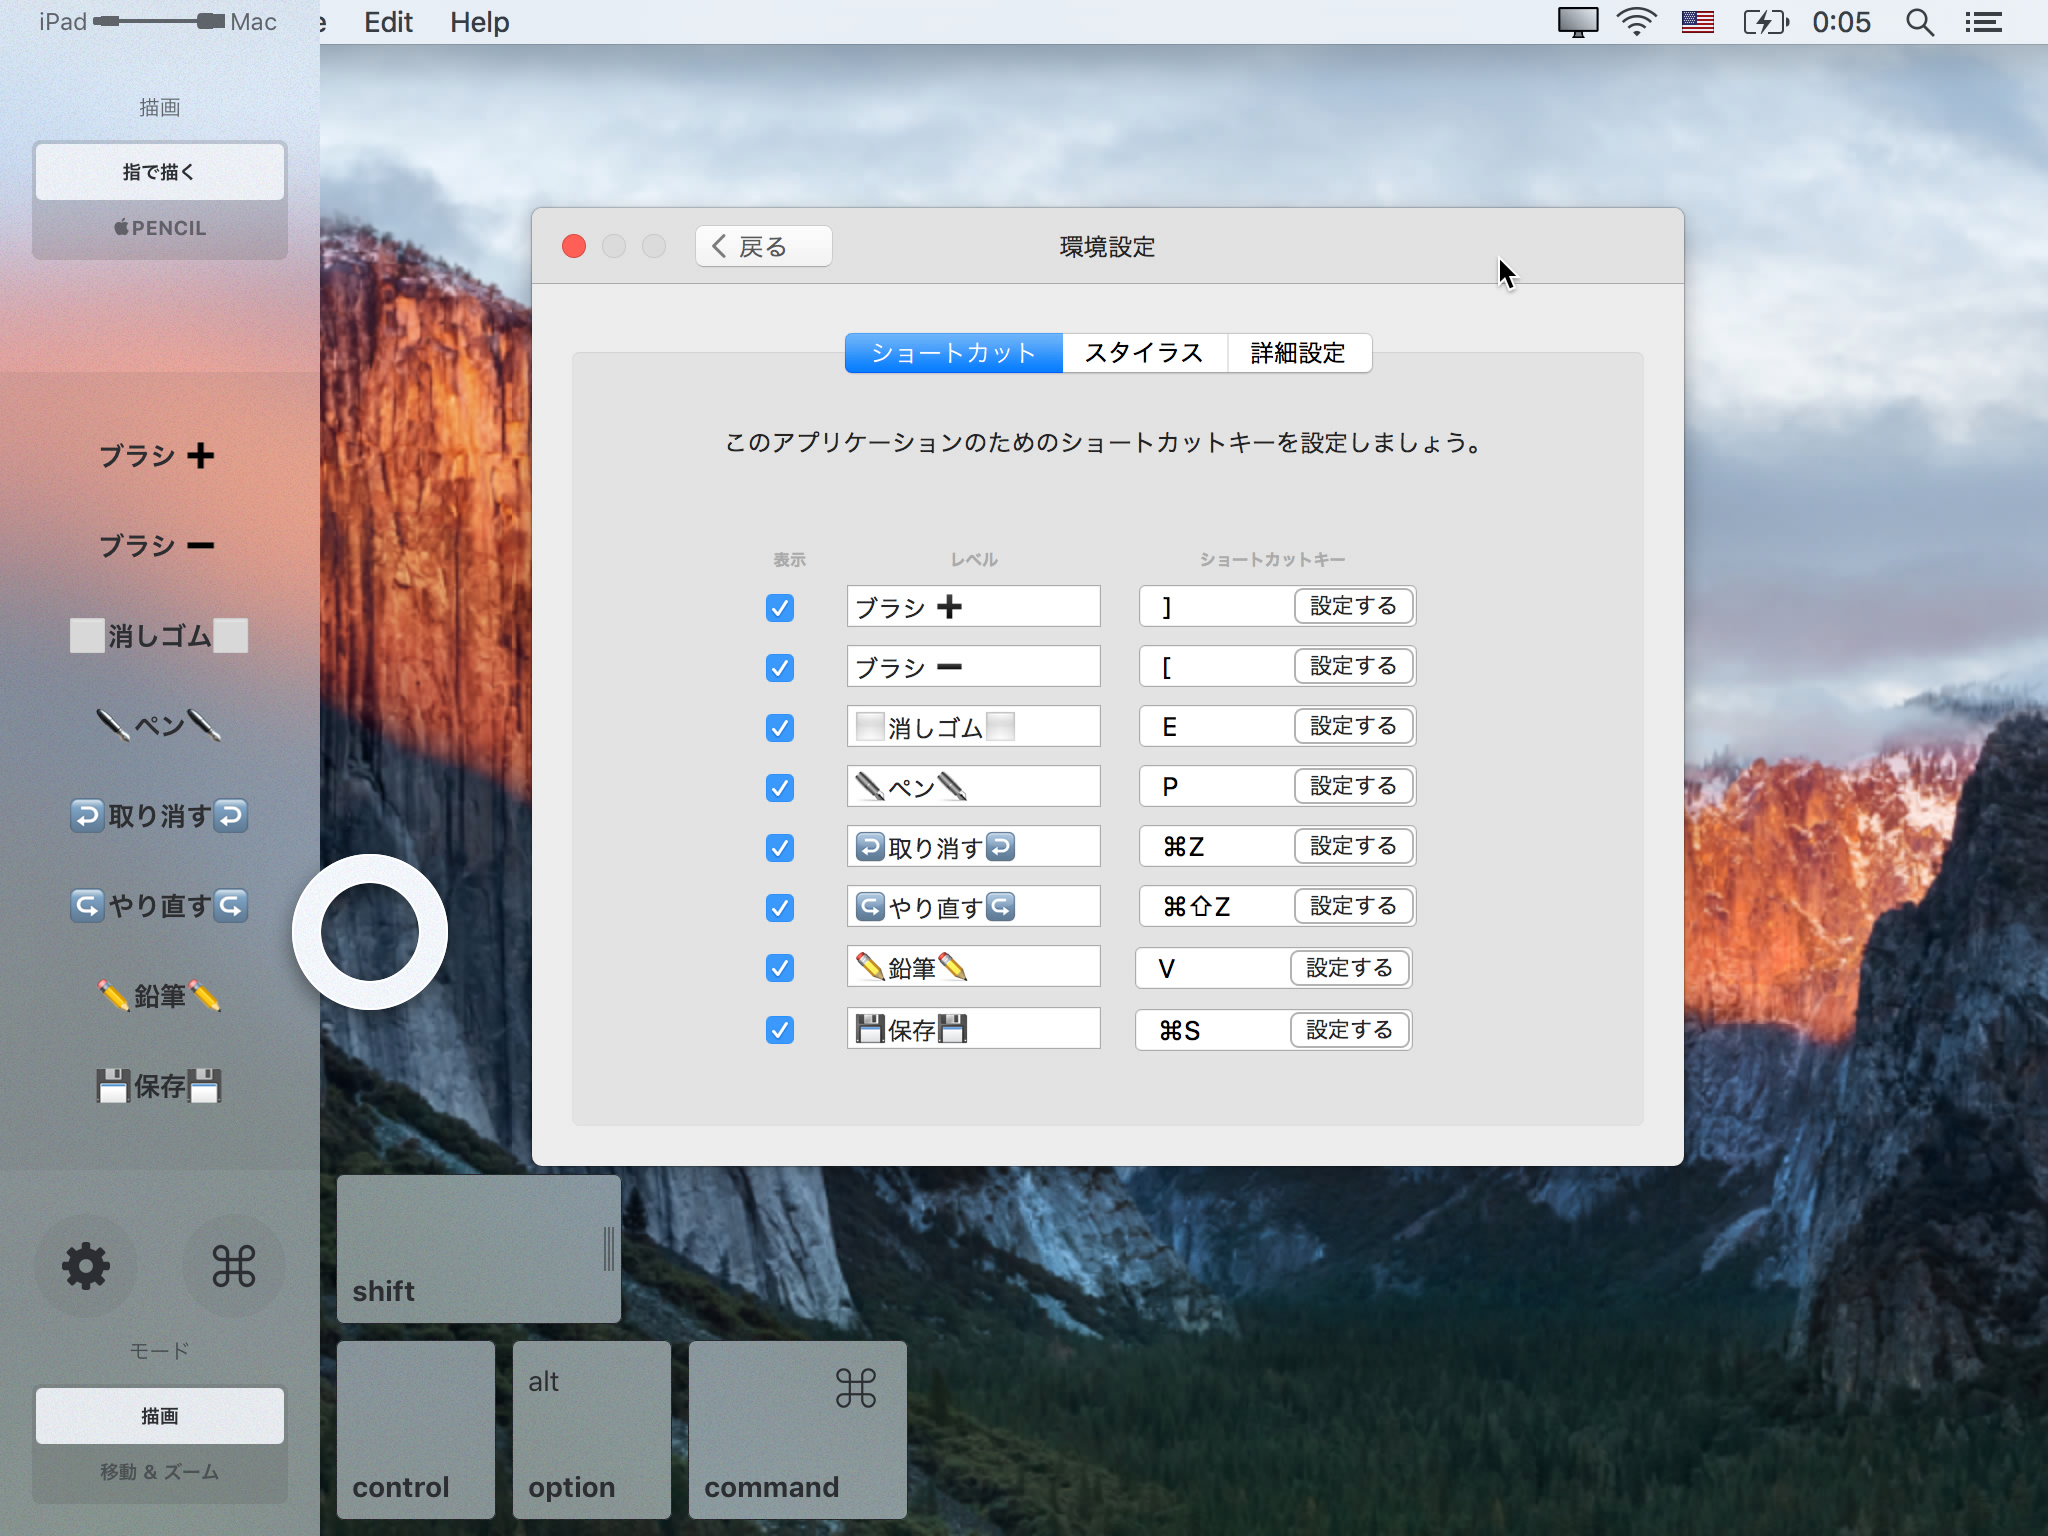 iPad Mac
Edit Help 0:05
描画
指で描く
PENCIL
ブラシ ➕
ブラシ ➖
⬜消しゴム⬜
✒ペン✒
↩取り消す↩
↪やり直す↪
✏鉛筆✏
💾保存💾
⌘
モード
描画
移動 & ズーム
戻る
環境設定
ショートカット スタイラス 詳細設定
このアプリケーションのためのショートカットキーを設定しましょう。
表示 レベル ショートカットキー
ブラシ ➕ ] 設定する
ブラシ ➖ [ 設定する
⬜消しゴム⬜ E 設定する
✒ペン✒ P 設定する
↩取り消す↩ ⌘Z 設定する
↪やり直す↪ ⌘⇧Z 設定する
✏鉛筆✏ V 設定する
💾保存💾 ⌘S 設定する
shift
control
alt
option
⌘
command